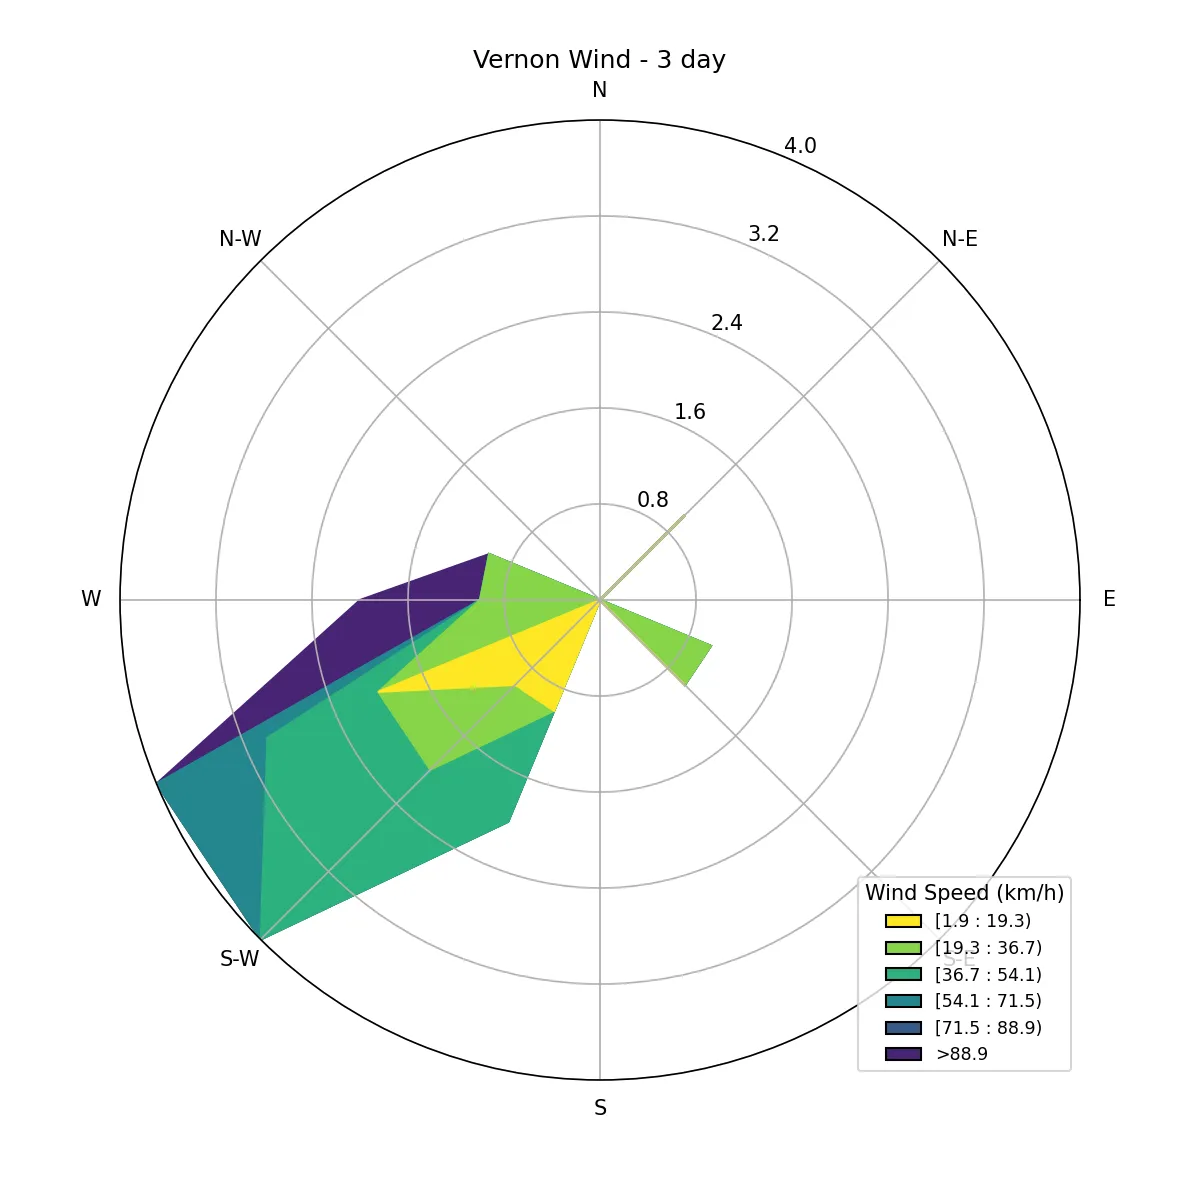 Vernon Wind - 3 day
N
4.0
N-W
N-E
3.2
2.4
1.6
0.8
W
E
S-W
S-E
S
Wind Speed (km/h)
[1.9 : 19.3)
[19.3 : 36.7)
[36.7 : 54.1)
[54.1 : 71.5)
[71.5 : 88.9)
>88.9